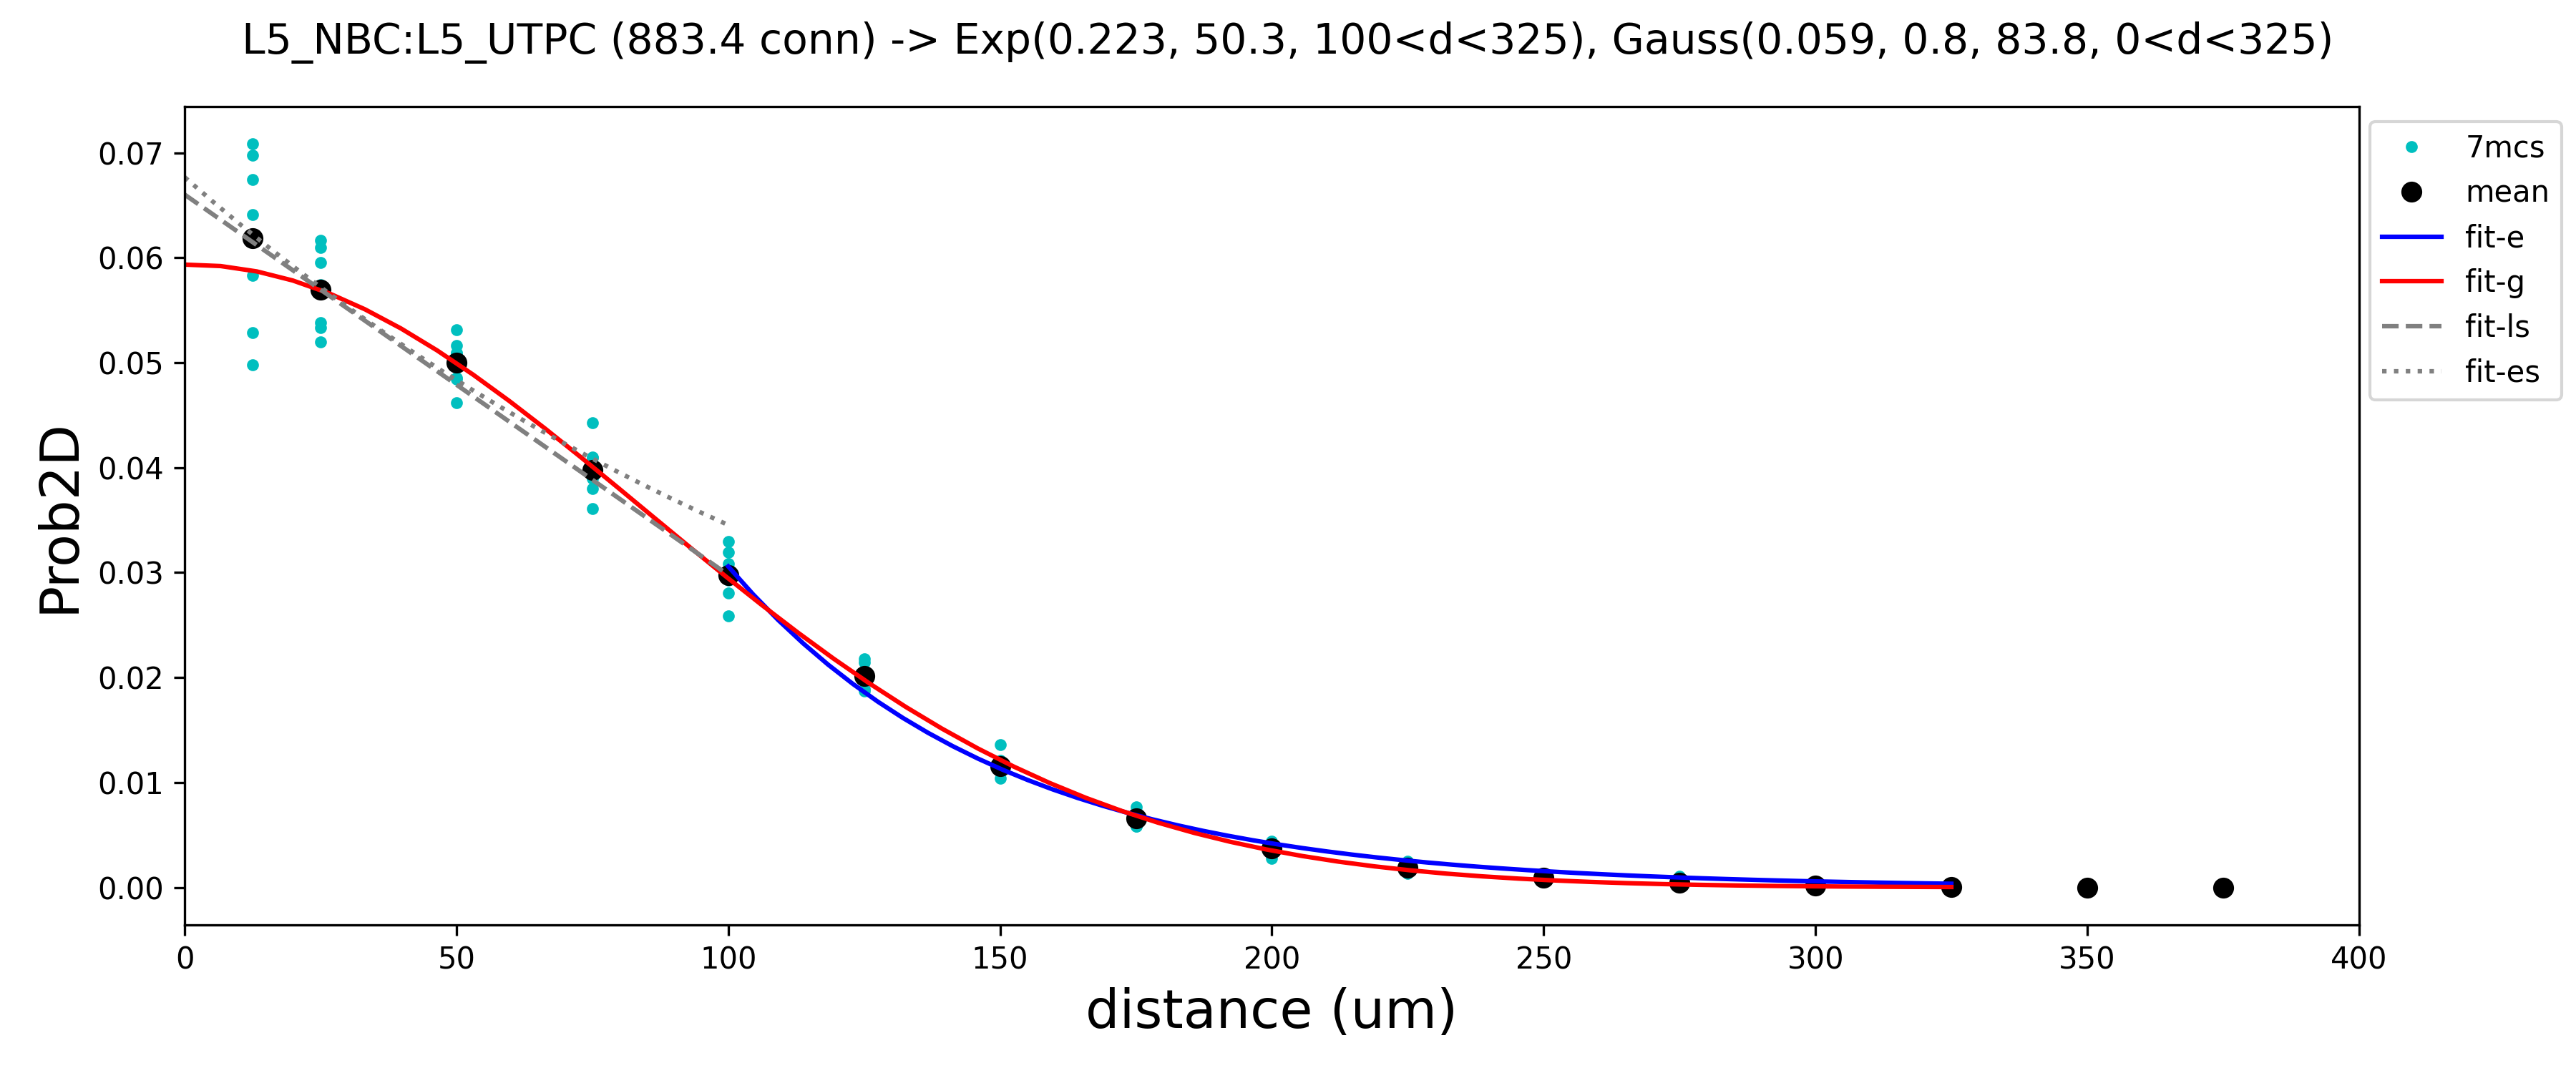 L5_NBC:L5_UTPC (883.4 conn) -> Exp(0.223, 50.3, 100<d<325), Gauss(0.059, 0.8, 83.8, 0<d<325)
7mcs
mean
fit-e
fit-g
fit-ls
fit-es
Prob2D
0.07
0.06
0.05
0.04
0.03
0.02
0.01
0.00
0 50 100 150 200 250 300 350 400
distance (um)